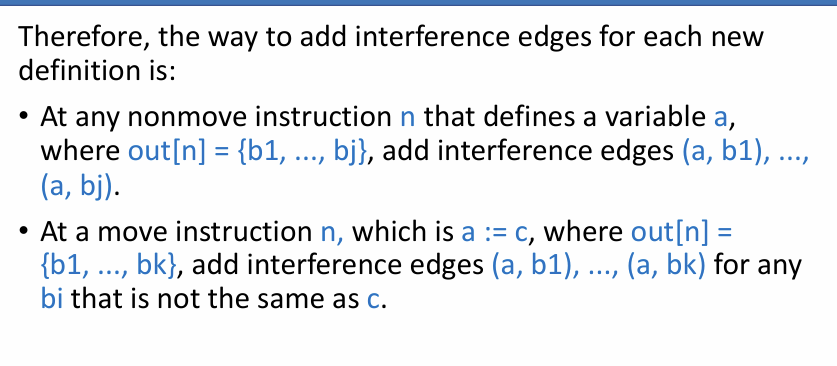 Therefore, the way to add interference edges for each new
definition is:
• At any nonmove instruction n that defines a variable a,
where out[n] = {b1, ..., bj}, add interference edges (a, b1), ...,
(a, bj).
• At a move instruction n, which is a := c, where out[n] =
{b1, ..., bk}, add interference edges (a, b1), ..., (a, bk) for any
bi that is not the same as c.